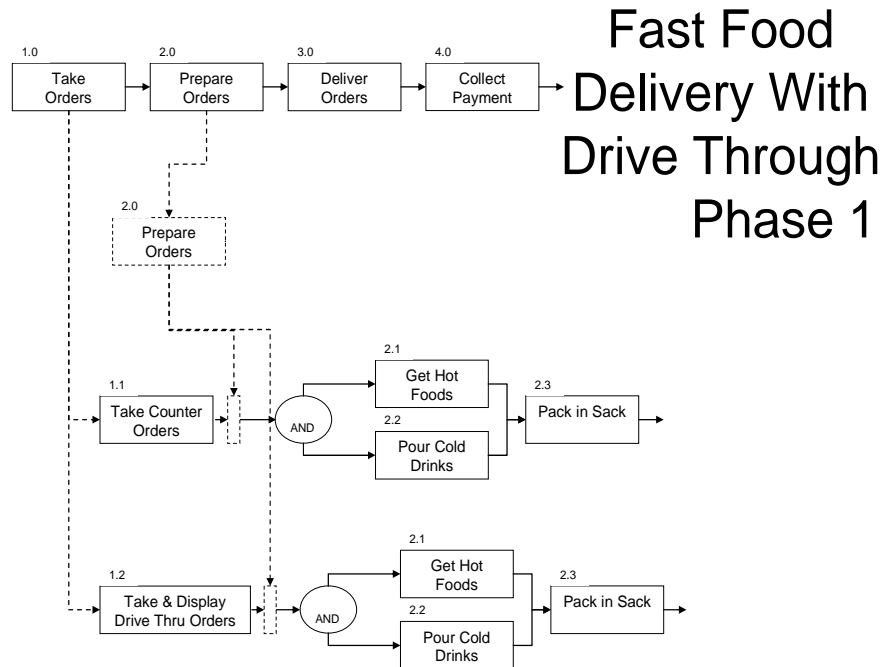 Fast Food
Delivery With
Drive Through
Phase 1
1.0
Take
Orders
2.0
Prepare
Orders
3.0
Deliver
Orders
4.0
Collect
Payment
2.0
Prepare
Orders
1.1
Take Counter
Orders
AND
2.1
Get Hot
Foods
2.2
Pour Cold
Drinks
2.3
Pack in Sack
1.2
Take & Display
Drive Thru Orders
AND
2.1
Get Hot
Foods
2.2
Pour Cold
Drinks
2.3
Pack in Sack